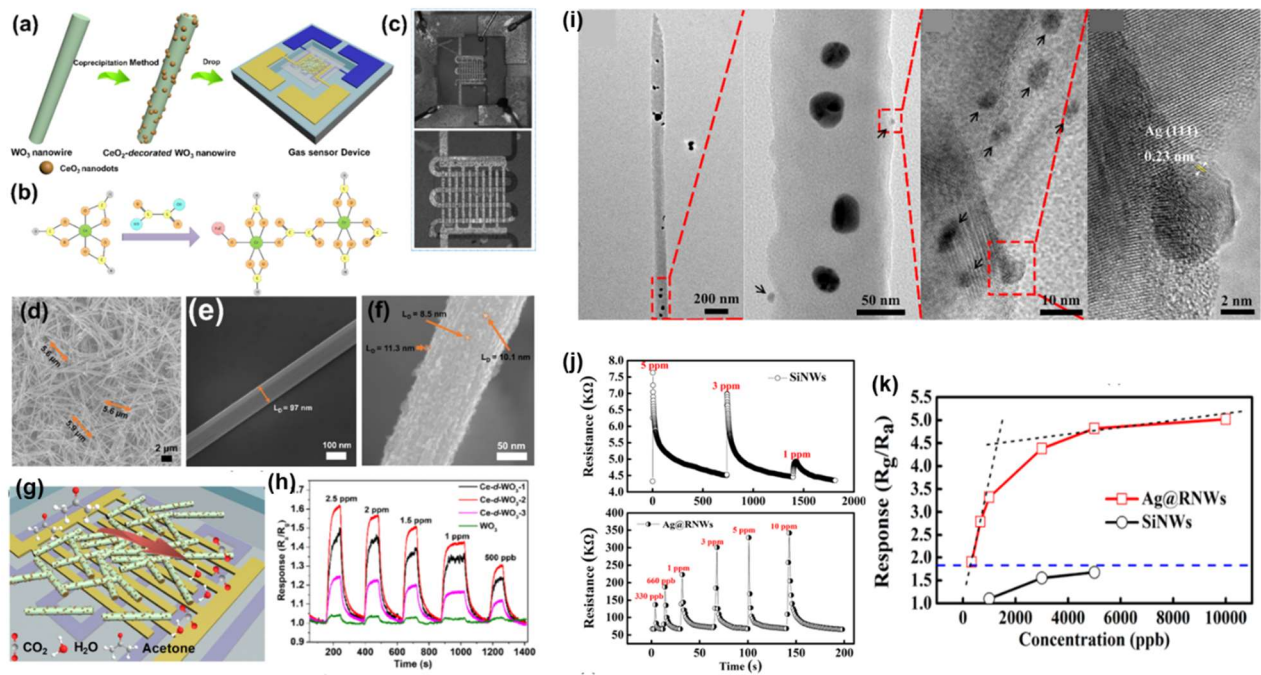 (a)
Coprecipitation Method
Drop
WO₃ nanowire
CeO₂-decorated WO₃ nanowire
Gas sensor Device
CeO₂ nanodots
(b)
(c)
(d)
5.6 μm
5.6 μm
5.9 μm
2 μm
(e)
L_D = 97 nm
100 nm
(f)
L_D = 8.5 nm
L_D = 11.3 nm
L_D = 10.1 nm
50 nm
(g)
CO₂
H₂O
Acetone
(h)
Ce-d-WO₃-1
Ce-d-WO₃-2
Ce-d-WO₃-3
WO₃
2.5 ppm
2 ppm
1.5 ppm
1 ppm
500 ppb
1.7
1.6
1.5
1.4
1.3
1.2
1.1
1.0
0 200 400 600 800 1000 1200 1400
Time (s)
(i)
200 nm
50 nm
10 nm
Ag (111)
0.23 nm
2 nm
(j)
Resistance (KΩ)
8.0
7.5
7.0
6.5
6.0
5.5
5.0
4.5
4.0
5 ppm
3 ppm
1 ppm
SiNWs
0 500 1000 1500 2000
Resistance (KΩ)
400
350
300
250
200
150
100
50
Ag@RNWs
330 ppb
660 ppb
1 ppm
3 ppm
5 ppm
10 ppm
0 50 100 150 200
Time (s)
(k)
Response (Rg/Ra)
5.5
5.0
4.5
4.0
3.5
3.0
2.5
2.0
1.5
1.0
Ag@RNWs
SiNWs
0 2000 4000 6000 8000 10000
Concentration (ppb)